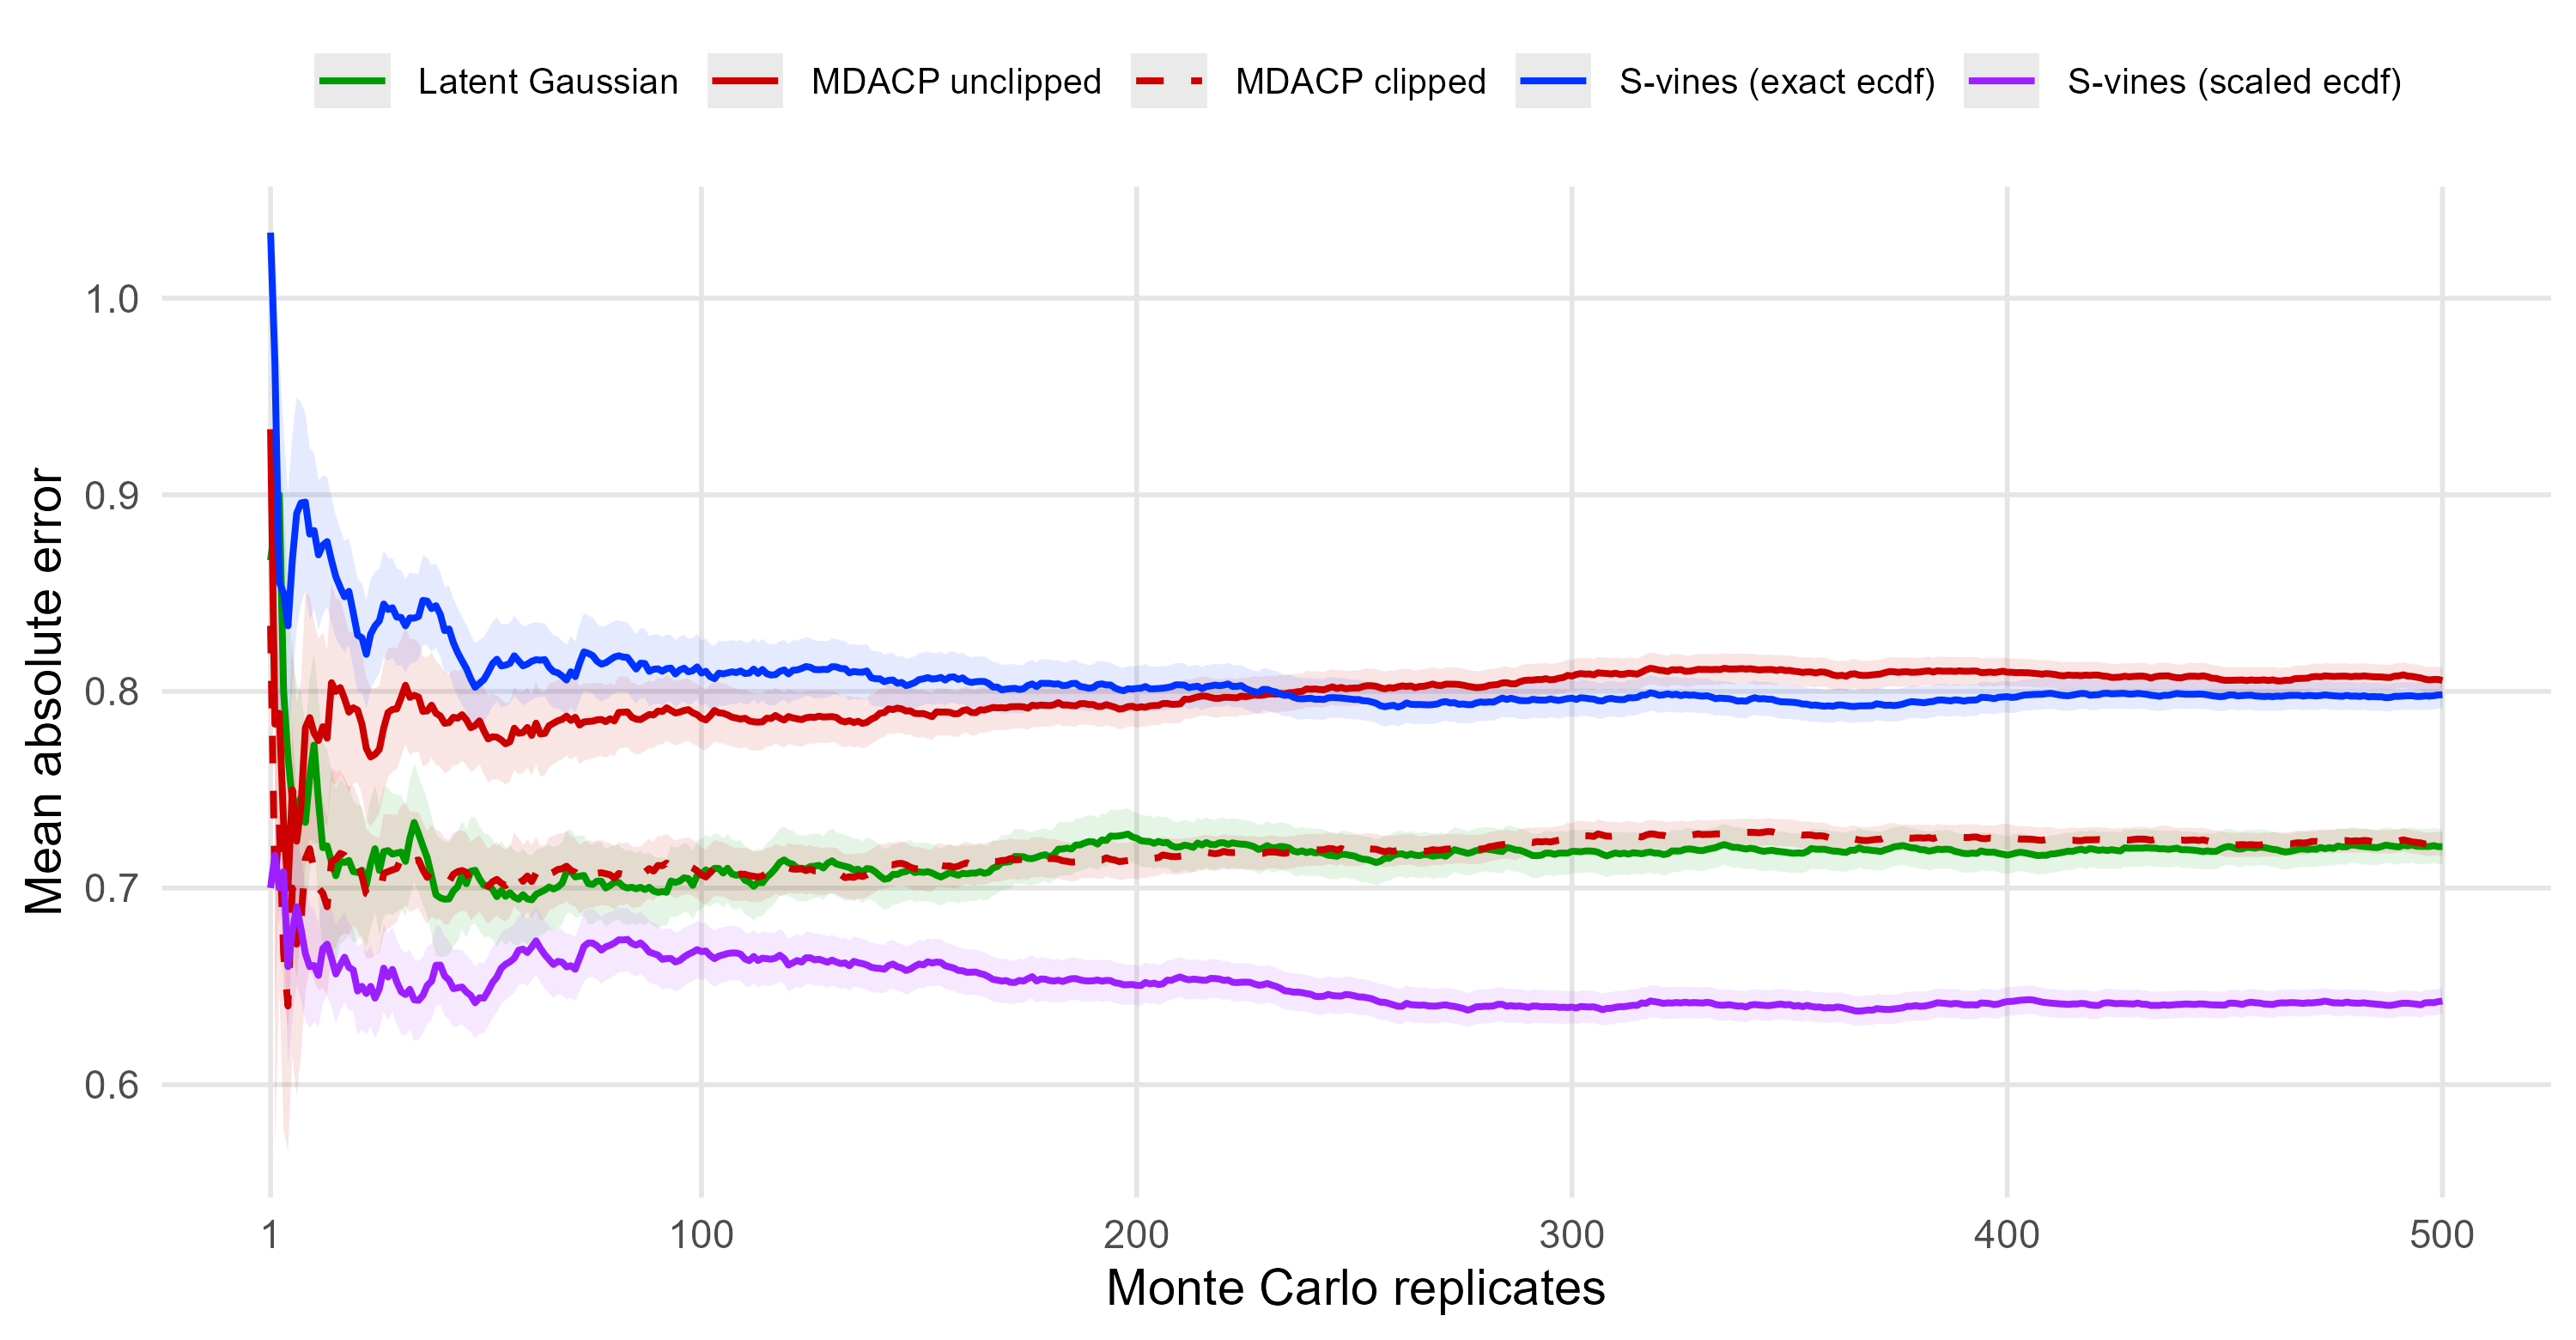 Latent Gaussian MDACP unclipped MDACP clipped S-vines (exact ecdf) S-vines (scaled ecdf)
Mean absolute error
1.0
0.9
0.8
0.7
0.6
1 100 200 300 400 500
Monte Carlo replicates